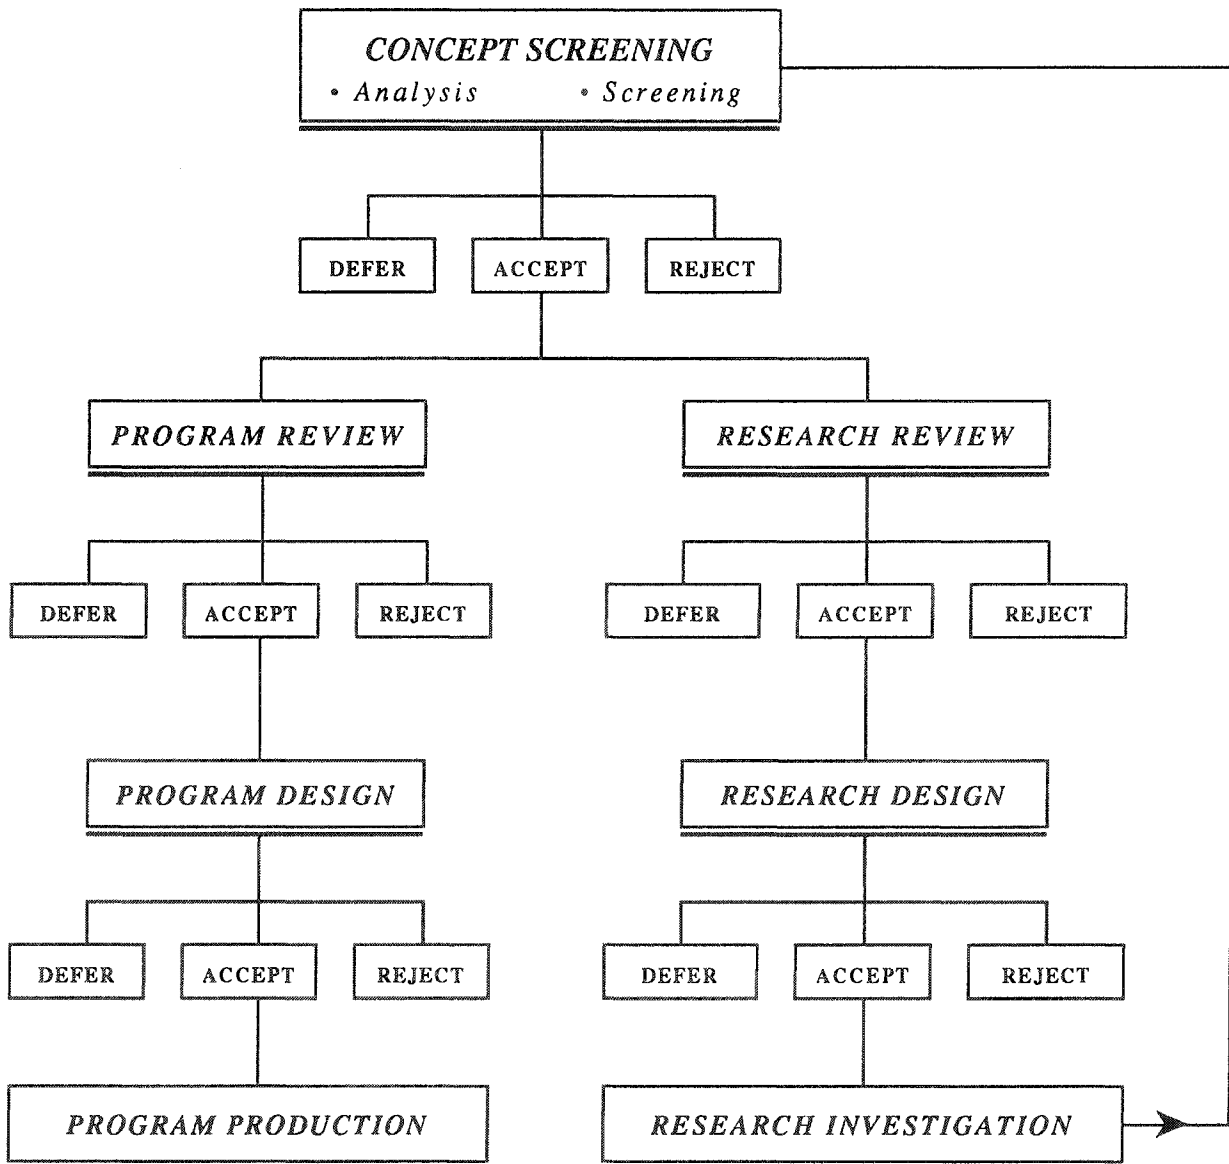 CONCEPT SCREENING
• Analysis • Screening
DEFER ACCEPT REJECT
PROGRAM REVIEW RESEARCH REVIEW
DEFER ACCEPT REJECT DEFER ACCEPT REJECT
PROGRAM DESIGN RESEARCH DESIGN
DEFER ACCEPT REJECT DEFER ACCEPT REJECT
PROGRAM PRODUCTION RESEARCH INVESTIGATION